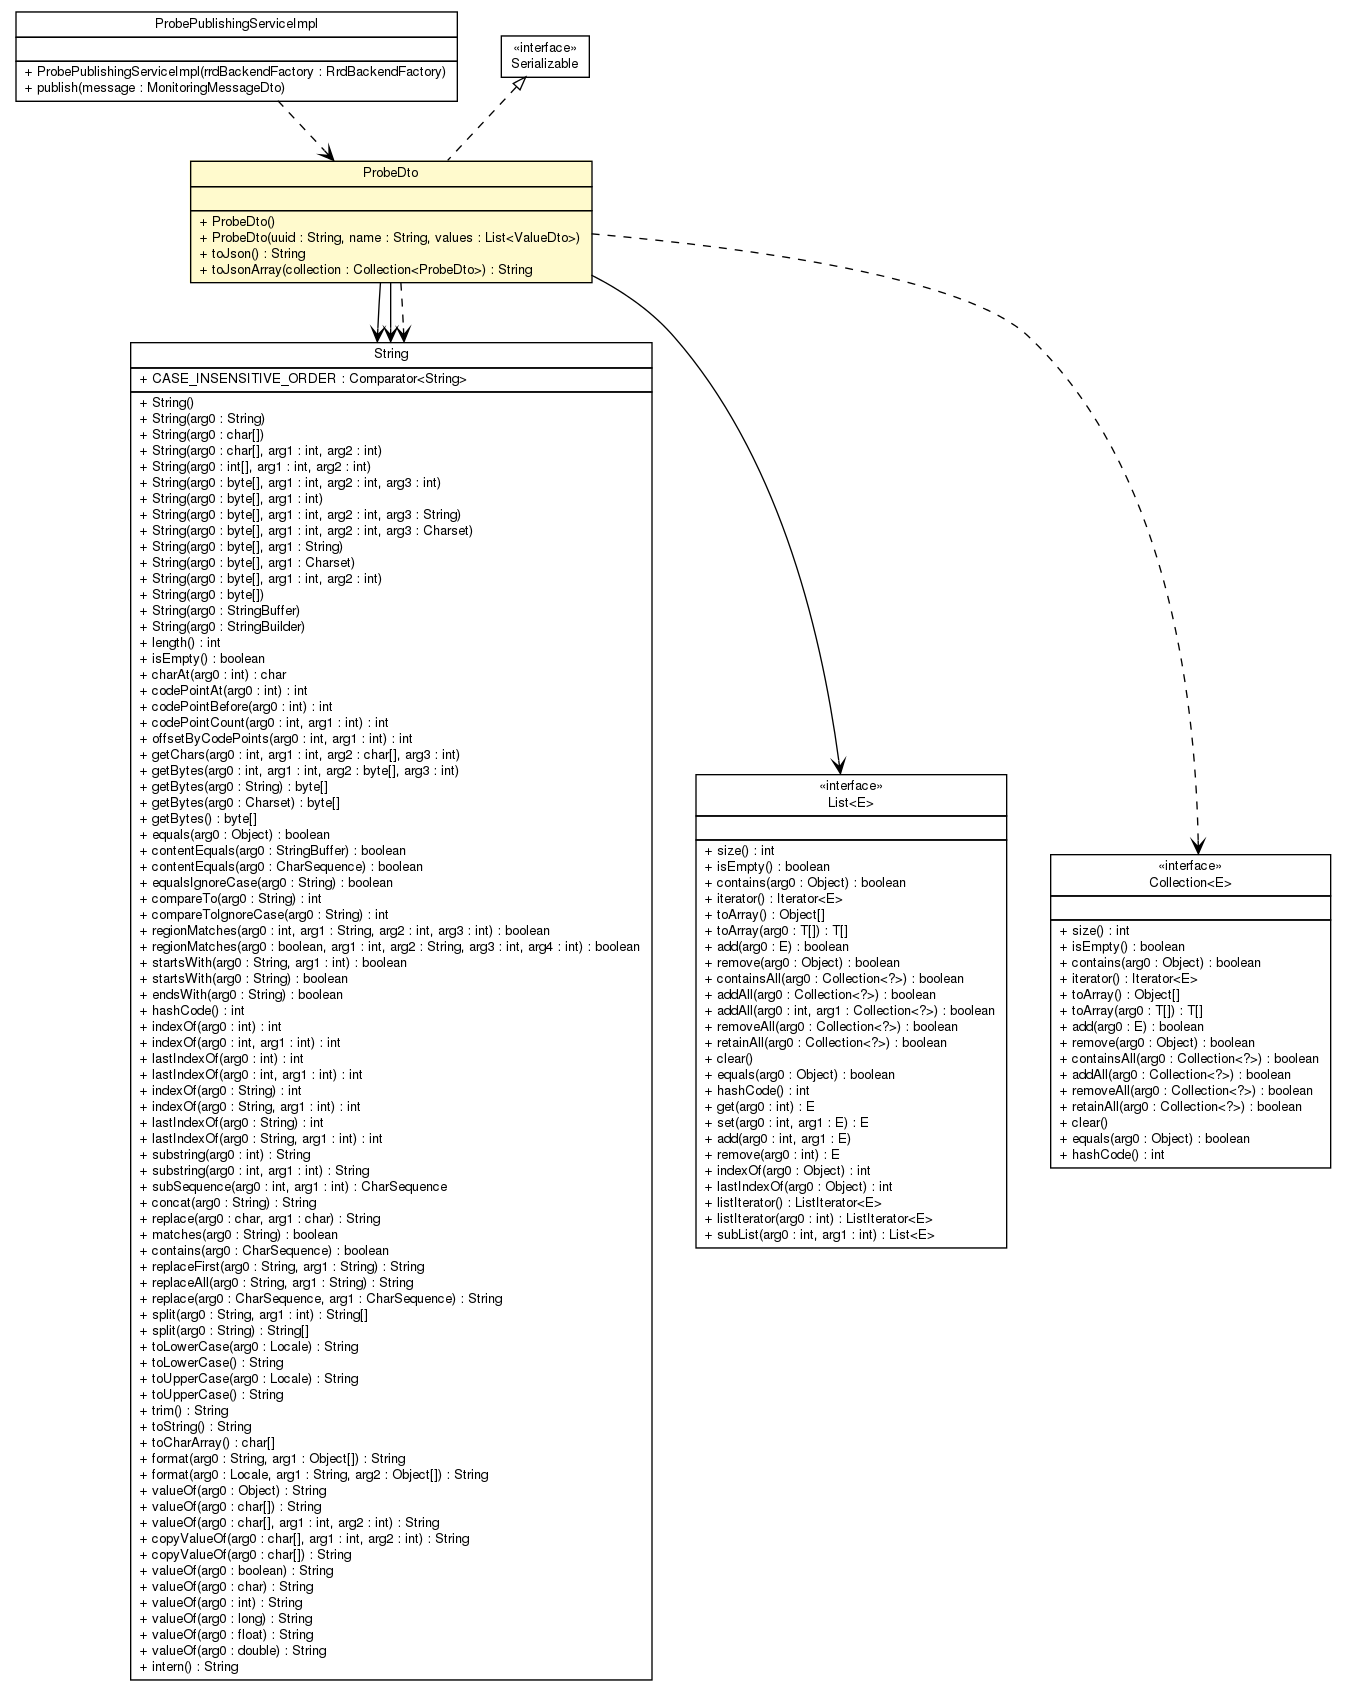 ProbePublishingServiceImpl
+ ProbePublishingServiceImpl(rrdBackendFactory : RrdBackendFactory)
+ publish(message : MonitoringMessageDto)
«interface»
Serializable
ProbeDto
+ ProbeDto()
+ ProbeDto(uuid : String, name : String, values : List<ValueDto>)
+ toJson() : String
+ toJsonArray(collection : Collection<ProbeDto>) : String
String
+ CASE_INSENSITIVE_ORDER : Comparator<String>
+ String()
+ String(arg0 : String)
+ String(arg0 : char[])
+ String(arg0 : char[], arg1 : int, arg2 : int)
+ String(arg0 : int[], arg1 : int, arg2 : int)
+ String(arg0 : byte[], arg1 : int, arg2 : int, arg3 : int)
+ String(arg0 : byte[], arg1 : int)
+ String(arg0 : byte[], arg1 : int, arg2 : int, arg3 : String)
+ String(arg0 : byte[], arg1 : int, arg2 : int, arg3 : Charset)
+ String(arg0 : byte[], arg1 : String)
+ String(arg0 : byte[], arg1 : Charset)
+ String(arg0 : byte[], arg1 : int, arg2 : int)
+ String(arg0 : byte[])
+ String(arg0 : StringBuffer)
+ String(arg0 : StringBuilder)
+ length() : int
+ isEmpty() : boolean
+ charAt(arg0 : int) : char
+ codePointAt(arg0 : int) : int
+ codePointBefore(arg0 : int) : int
+ codePointCount(arg0 : int, arg1 : int) : int
+ offsetByCodePoints(arg0 : int, arg1 : int) : int
+ getChars(arg0 : int, arg1 : int, arg2 : char[], arg3 : int)
+ getBytes(arg0 : int, arg1 : int, arg2 : byte[], arg3 : int)
+ getBytes(arg0 : String) : byte[]
+ getBytes(arg0 : Charset) : byte[]
+ getBytes() : byte[]
+ equals(arg0 : Object) : boolean
+ contentEquals(arg0 : StringBuffer) : boolean
+ contentEquals(arg0 : CharSequence) : boolean
+ equalsIgnoreCase(arg0 : String) : boolean
+ compareTo(arg0 : String) : int
+ compareToIgnoreCase(arg0 : String) : int
+ regionMatches(arg0 : int, arg1 : String, arg2 : int, arg3 : int) : boolean
+ regionMatches(arg0 : boolean, arg1 : int, arg2 : String, arg3 : int, arg4 : int) : boolean
+ startsWith(arg0 : String, arg1 : int) : boolean
+ startsWith(arg0 : String) : boolean
+ endsWith(arg0 : String) : boolean
+ hashCode() : int
+ indexOf(arg0 : int) : int
+ indexOf(arg0 : int, arg1 : int) : int
+ lastIndexOf(arg0 : int) : int
+ lastIndexOf(arg0 : int, arg1 : int) : int
+ indexOf(arg0 : String) : int
+ indexOf(arg0 : String, arg1 : int) : int
+ lastIndexOf(arg0 : String) : int
+ lastIndexOf(arg0 : String, arg1 : int) : int
+ substring(arg0 : int) : String
+ substring(arg0 : int, arg1 : int) : String
+ subSequence(arg0 : int, arg1 : int) : CharSequence
+ concat(arg0 : String) : String
+ replace(arg0 : char, arg1 : char) : String
+ matches(arg0 : String) : boolean
+ contains(arg0 : CharSequence) : boolean
+ replaceFirst(arg0 : String, arg1 : String) : String
+ replaceAll(arg0 : String, arg1 : String) : String
+ replace(arg0 : CharSequence, arg1 : CharSequence) : String
+ split(arg0 : String, arg1 : int) : String[]
+ split(arg0 : String) : String[]
+ toLowerCase(arg0 : Locale) : String
+ toLowerCase() : String
+ toUpperCase(arg0 : Locale) : String
+ toUpperCase() : String
+ trim() : String
+ toString() : String
+ toCharArray() : char[]
+ format(arg0 : String, arg1 : Object[]) : String
+ format(arg0 : Locale, arg1 : String, arg2 : Object[]) : String
+ valueOf(arg0 : Object) : String
+ valueOf(arg0 : char[]) : String
+ valueOf(arg0 : char[], arg1 : int, arg2 : int) : String
+ copyValueOf(arg0 : char[], arg1 : int, arg2 : int) : String
+ copyValueOf(arg0 : char[]) : String
+ valueOf(arg0 : boolean) : String
+ valueOf(arg0 : char) : String
+ valueOf(arg0 : int) : String
+ valueOf(arg0 : long) : String
+ valueOf(arg0 : float) : String
+ valueOf(arg0 : double) : String
+ intern() : String
«interface»
List<E>
+ size() : int
+ isEmpty() : boolean
+ contains(arg0 : Object) : boolean
+ iterator() : Iterator<E>
+ toArray() : Object[]
+ toArray(arg0 : T[]) : T[]
+ add(arg0 : E) : boolean
+ remove(arg0 : Object) : boolean
+ containsAll(arg0 : Collection<?>) : boolean
+ addAll(arg0 : Collection<?>) : boolean
+ addAll(arg0 : int, arg1 : Collection<?>) : boolean
+ removeAll(arg0 : Collection<?>) : boolean
+ retainAll(arg0 : Collection<?>) : boolean
+ clear()
+ equals(arg0 : Object) : boolean
+ hashCode() : int
+ get(arg0 : int) : E
+ set(arg0 : int, arg1 : E) : E
+ add(arg0 : int, arg1 : E)
+ remove(arg0 : int) : E
+ indexOf(arg0 : Object) : int
+ lastIndexOf(arg0 : Object) : int
+ listIterator() : ListIterator<E>
+ listIterator(arg0 : int) : ListIterator<E>
+ subList(arg0 : int, arg1 : int) : List<E>
«interface»
Collection<E>
+ size() : int
+ isEmpty() : boolean
+ contains(arg0 : Object) : boolean
+ iterator() : Iterator<E>
+ toArray() : Object[]
+ toArray(arg0 : T[]) : T[]
+ add(arg0 : E) : boolean
+ remove(arg0 : Object) : boolean
+ containsAll(arg0 : Collection<?>) : boolean
+ addAll(arg0 : Collection<?>) : boolean
+ removeAll(arg0 : Collection<?>) : boolean
+ retainAll(arg0 : Collection<?>) : boolean
+ clear()
+ equals(arg0 : Object) : boolean
+ hashCode() : int